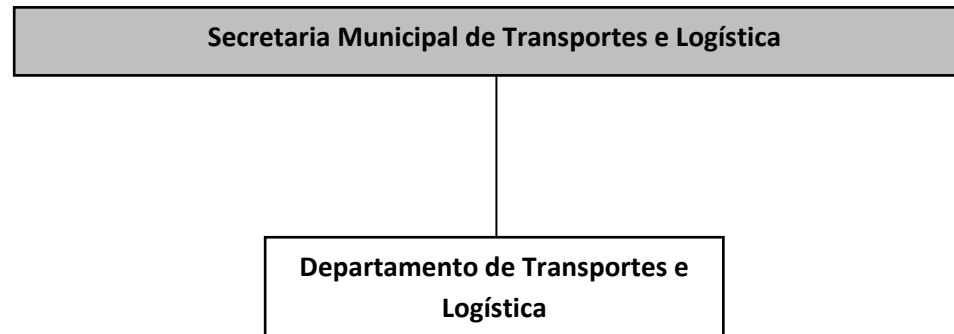 Secretaria Municipal de Transportes e Logística
Departamento de Transportes e
Logística